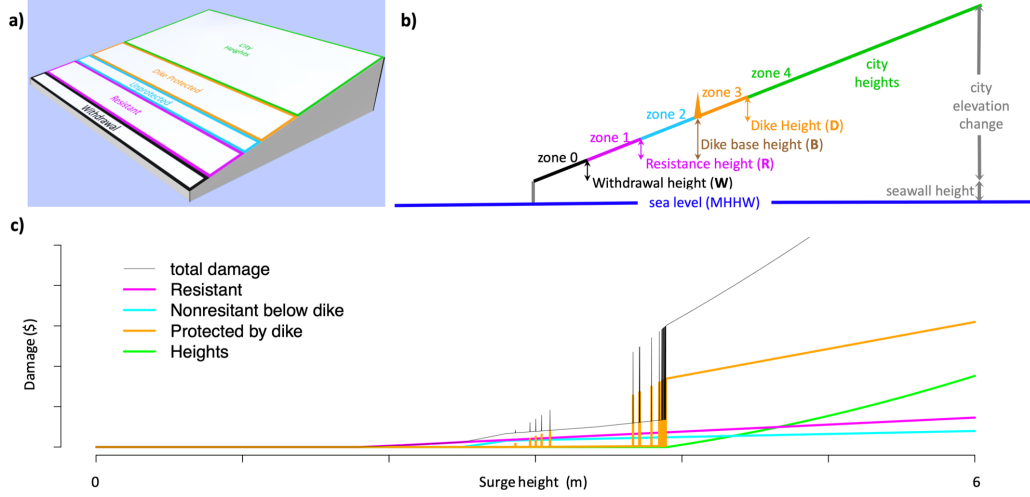 a)
City
Heights
Dike Protected
Unprotected
Resistant
Withdrawal
b)
zone 4
zone 3
zone 2
zone 1
zone 0
city
heights
city
elevation
change
Dike Height (D)
Dike base height (B)
Resistance height (R)
Withdrawal height (W)
seawall height
sea level (MHHW)
c)
total damage
Resistant
Nonresitant below dike
Protected by dike
Heights
Damage ($)
0
Surge height (m)
6